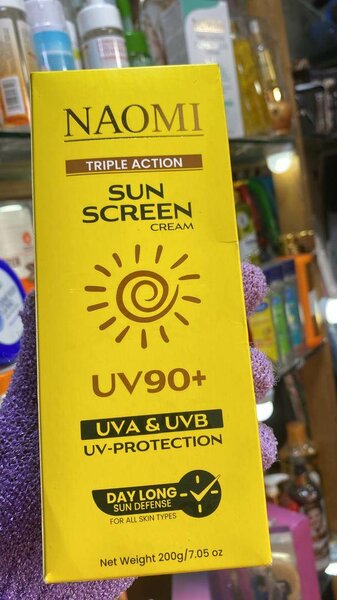 NAOMI
TRIPLE ACTION
SUN
SCREEN
CREAM
UV90+
UVA & UVB
UV-PROTECTION
DAY LONG
SUN DEFENSE
FOR ALL SKIN TYPES
Net Weight 200g/7.05 oz